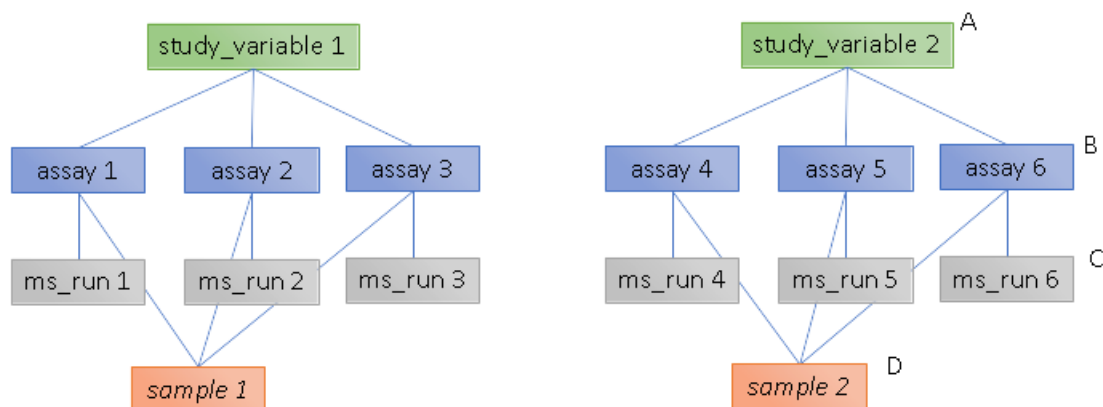 study_variable 1
study_variable 2
A
assay 1
assay 2
assay 3
assay 4
assay 5
assay 6
B
ms_run 1
ms_run 2
ms_run 3
ms_run 4
ms_run 5
ms_run 6
C
sample 1
sample 2
D